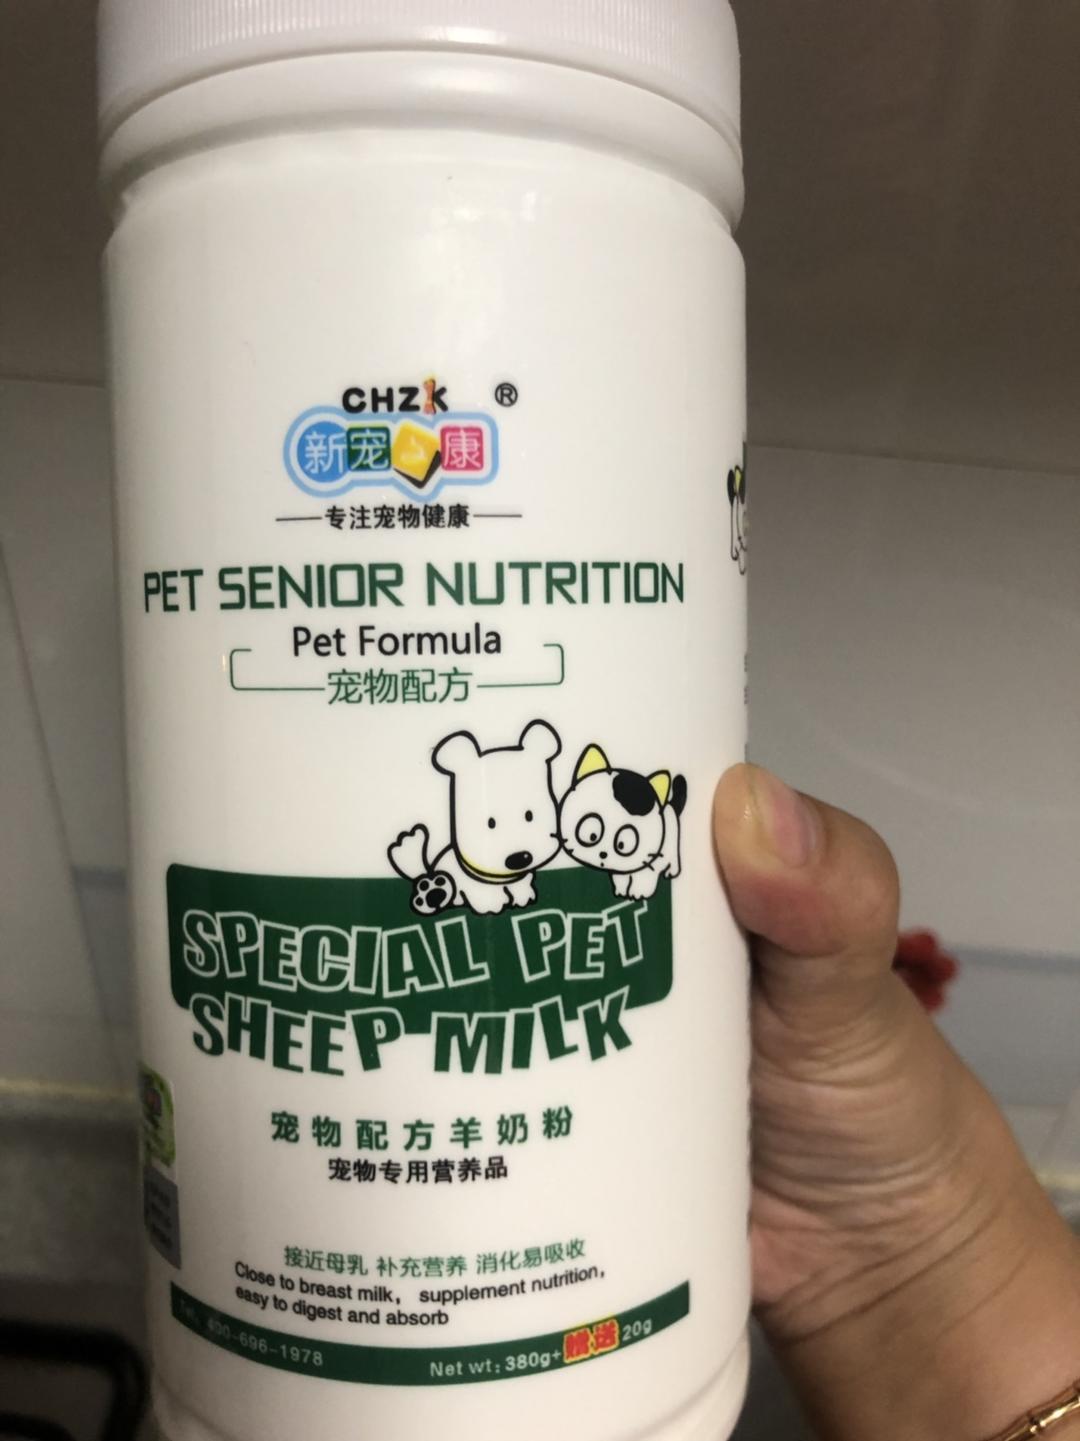 CHZK ®
新宠之康
专注宠物健康
PET SENIOR NUTRITION
Pet Formula
宠物配方
SPECIAL PET
SHEEP MILK
宠物配方羊奶粉
宠物专用营养品
接近母乳 补充营养 消化易吸收
Close to breast milk, supplement nutrition,
easy to digest and absorb
Tel: 400-696-1978
Net wt: 380g+赠送20g